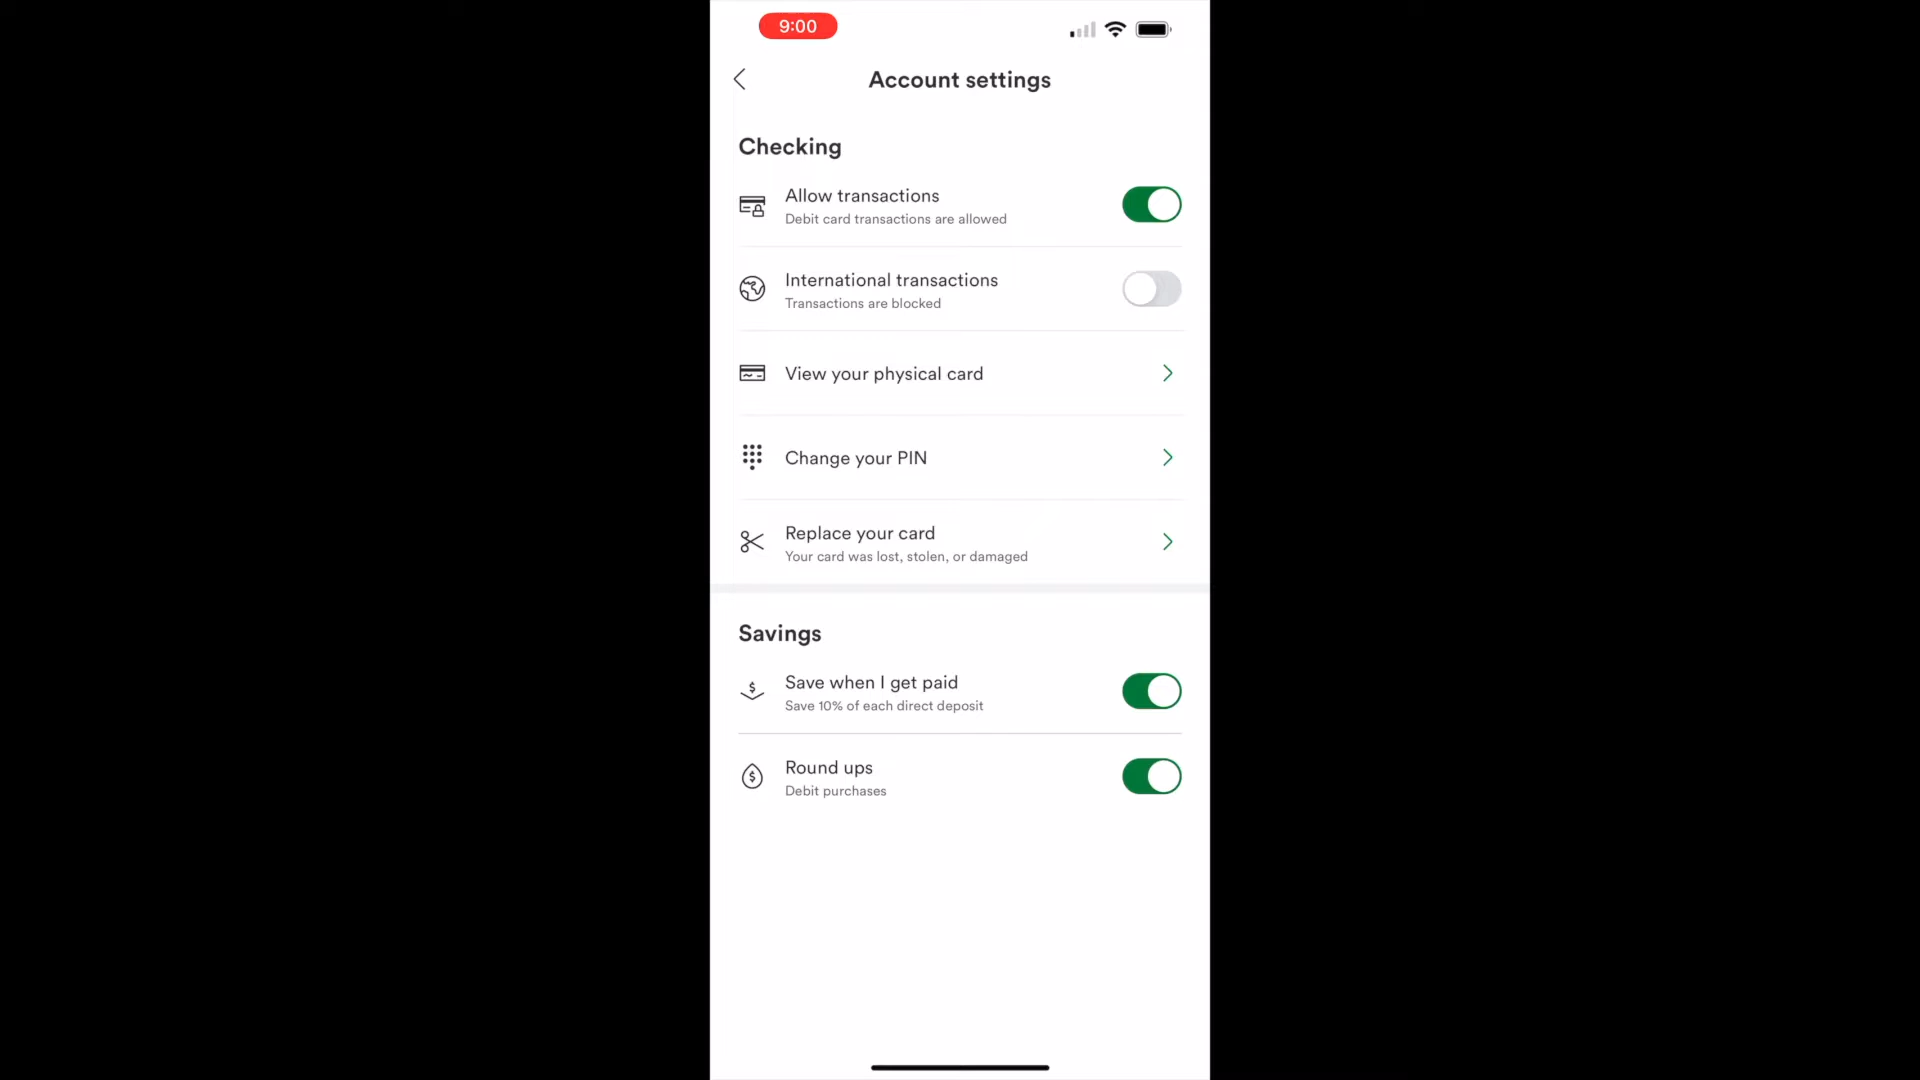 9:00
Account settings
Checking
Allow transactions
Debit card transactions are allowed
International transactions
Transactions are blocked
View your physical card
Change your PIN
Replace your card
Your card was lost, stolen, or damaged
Savings
Save when I get paid
Save 10% of each direct deposit
Round ups
Debit purchases